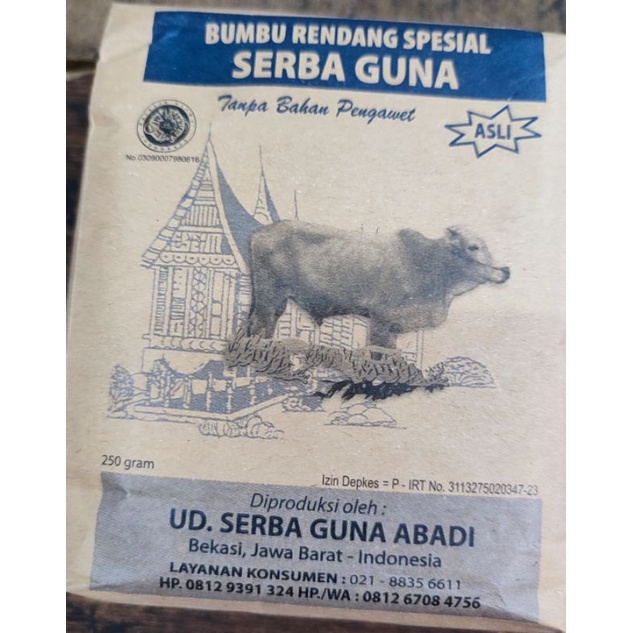 BUMBU RENDANG SPESIAL
SERBA GUNA
Tanpa Bahan Pengawet
ASLI
No.03090007980616
250 gram
Izin Depkes = P - IRT No. 3113275020347-23
Diproduksi oleh :
UD. SERBA GUNA ABADI
Bekasi, Jawa Barat - Indonesia
LAYANAN KONSUMEN : 021 - 8835 6611
HP. 0812 9391 324 HP./WA : 0812 6708 4756